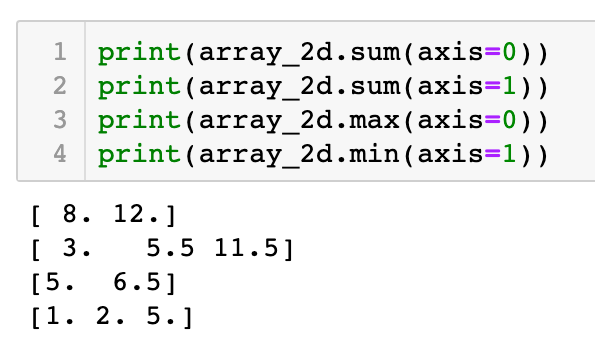 1 print(array_2d.sum(axis=0))
2 print(array_2d.sum(axis=1))
3 print(array_2d.max(axis=0))
4 print(array_2d.min(axis=1))
[ 8. 12.]
[ 3.   5.5 11.5]
[5.  6.5]
[1. 2. 5.]